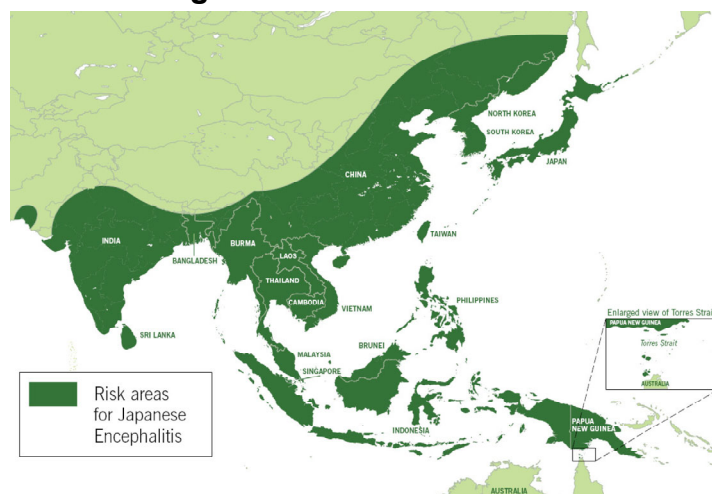 NORTH KOREA
SOUTH KOREA
JAPAN
CHINA
INDIA
BANGLADESH
BURMA
TAIWAN
LAOS
THAILAND
CAMBODIA
VIETNAM
PHILIPPINES
SRI LANKA
MALAYSIA
SINGAPORE
BRUNEI
INDONESIA
PAPUA
NEW GUINEA
AUSTRALIA
Enlarged view of Torres Strait
PAPUA NEW GUINEA
Torres Strait
AUSTRALIA
Risk areas
for Japanese
Encephalitis